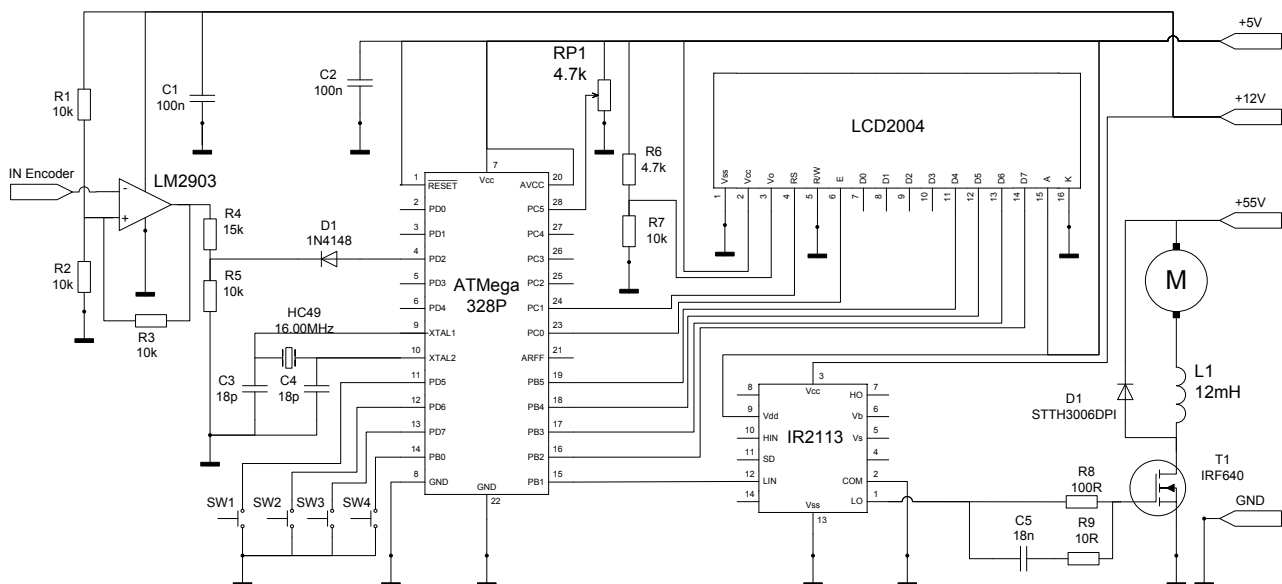 +5V
+12V
+55V
GND
IN Encoder
R1
10k
C1
100n
LM2903
-
+
R2
10k
R3
10k
R4
15k
R5
10k
D1
1N4148
HC49
16.00MHz
C3
18p
C4
18p
SW1
SW2
SW3
SW4
C2
100n
RP1
4.7k
R6
4.7k
R7
10k
ATMega
328P
7
Vcc
1
RESET
2
PD0
3
PD1
4
PD2
5
PD3
6
PD4
9
XTAL1
10
XTAL2
11
PD5
12
PD6
13
PD7
14
PB0
8
GND
GND
22
20
AVCC
28
PC5
27
PC4
26
PC3
25
PC2
24
PC1
23
PC0
21
ARFF
19
PB5
18
PB4
17
PB3
16
PB2
15
PB1
LCD2004
Vss
Vcc
Vo
RS
R/W
E
D0
D1
D2
D3
D4
D5
D6
D7
A
K
1
2
3
4
5
6
7
8
9
10
11
12
13
14
15
16
IR2113
3
Vcc
8
9
Vdd
10
HIN
11
SD
12
LIN
14
Vss
13
7
HO
6
Vb
5
Vs
4
2
COM
1
LO
M
L1
12mH
D1
STTH3006DPI
T1
IRF640
R8
100R
C5
18n
R9
10R